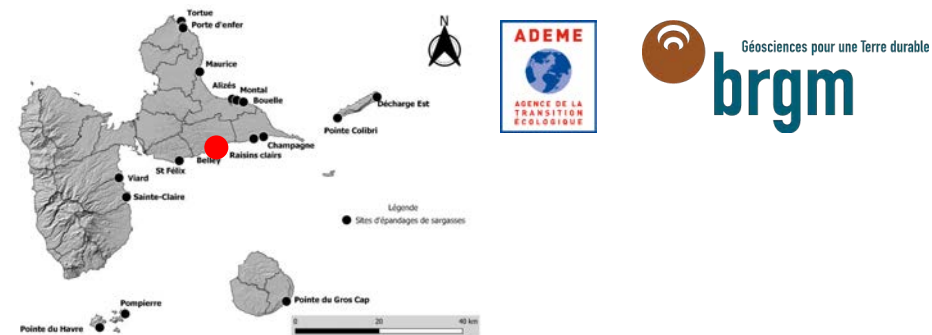 Tortue
Porte d'enfer
N
Maurice
Alizés
Montal
Bouelle
Décharge Est
Pointe Colibri
Champagne
Raisins clairs
Belley
St Félix
Viard
Sainte-Claire
Légende
Sites d'épandages de sargasses
Pointe du Gros Cap
Pompierre
Pointe du Havre
0 20 40 km
ADEME
AGENCE DE LA
TRANSITION
ÉCOLOGIQUE
Géosciences pour une Terre durable
brgm